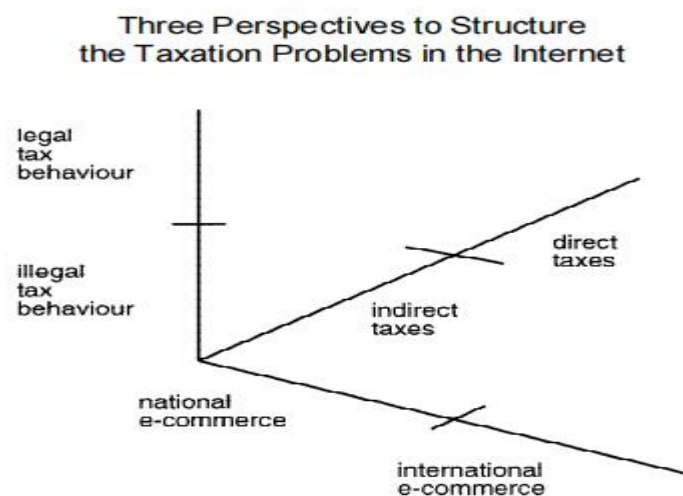 Three Perspectives to Structure
the Taxation Problems in the Internet
legal
tax
behaviour
illegal
tax
behaviour
direct
taxes
indirect
taxes
national
e-commerce
international
e-commerce